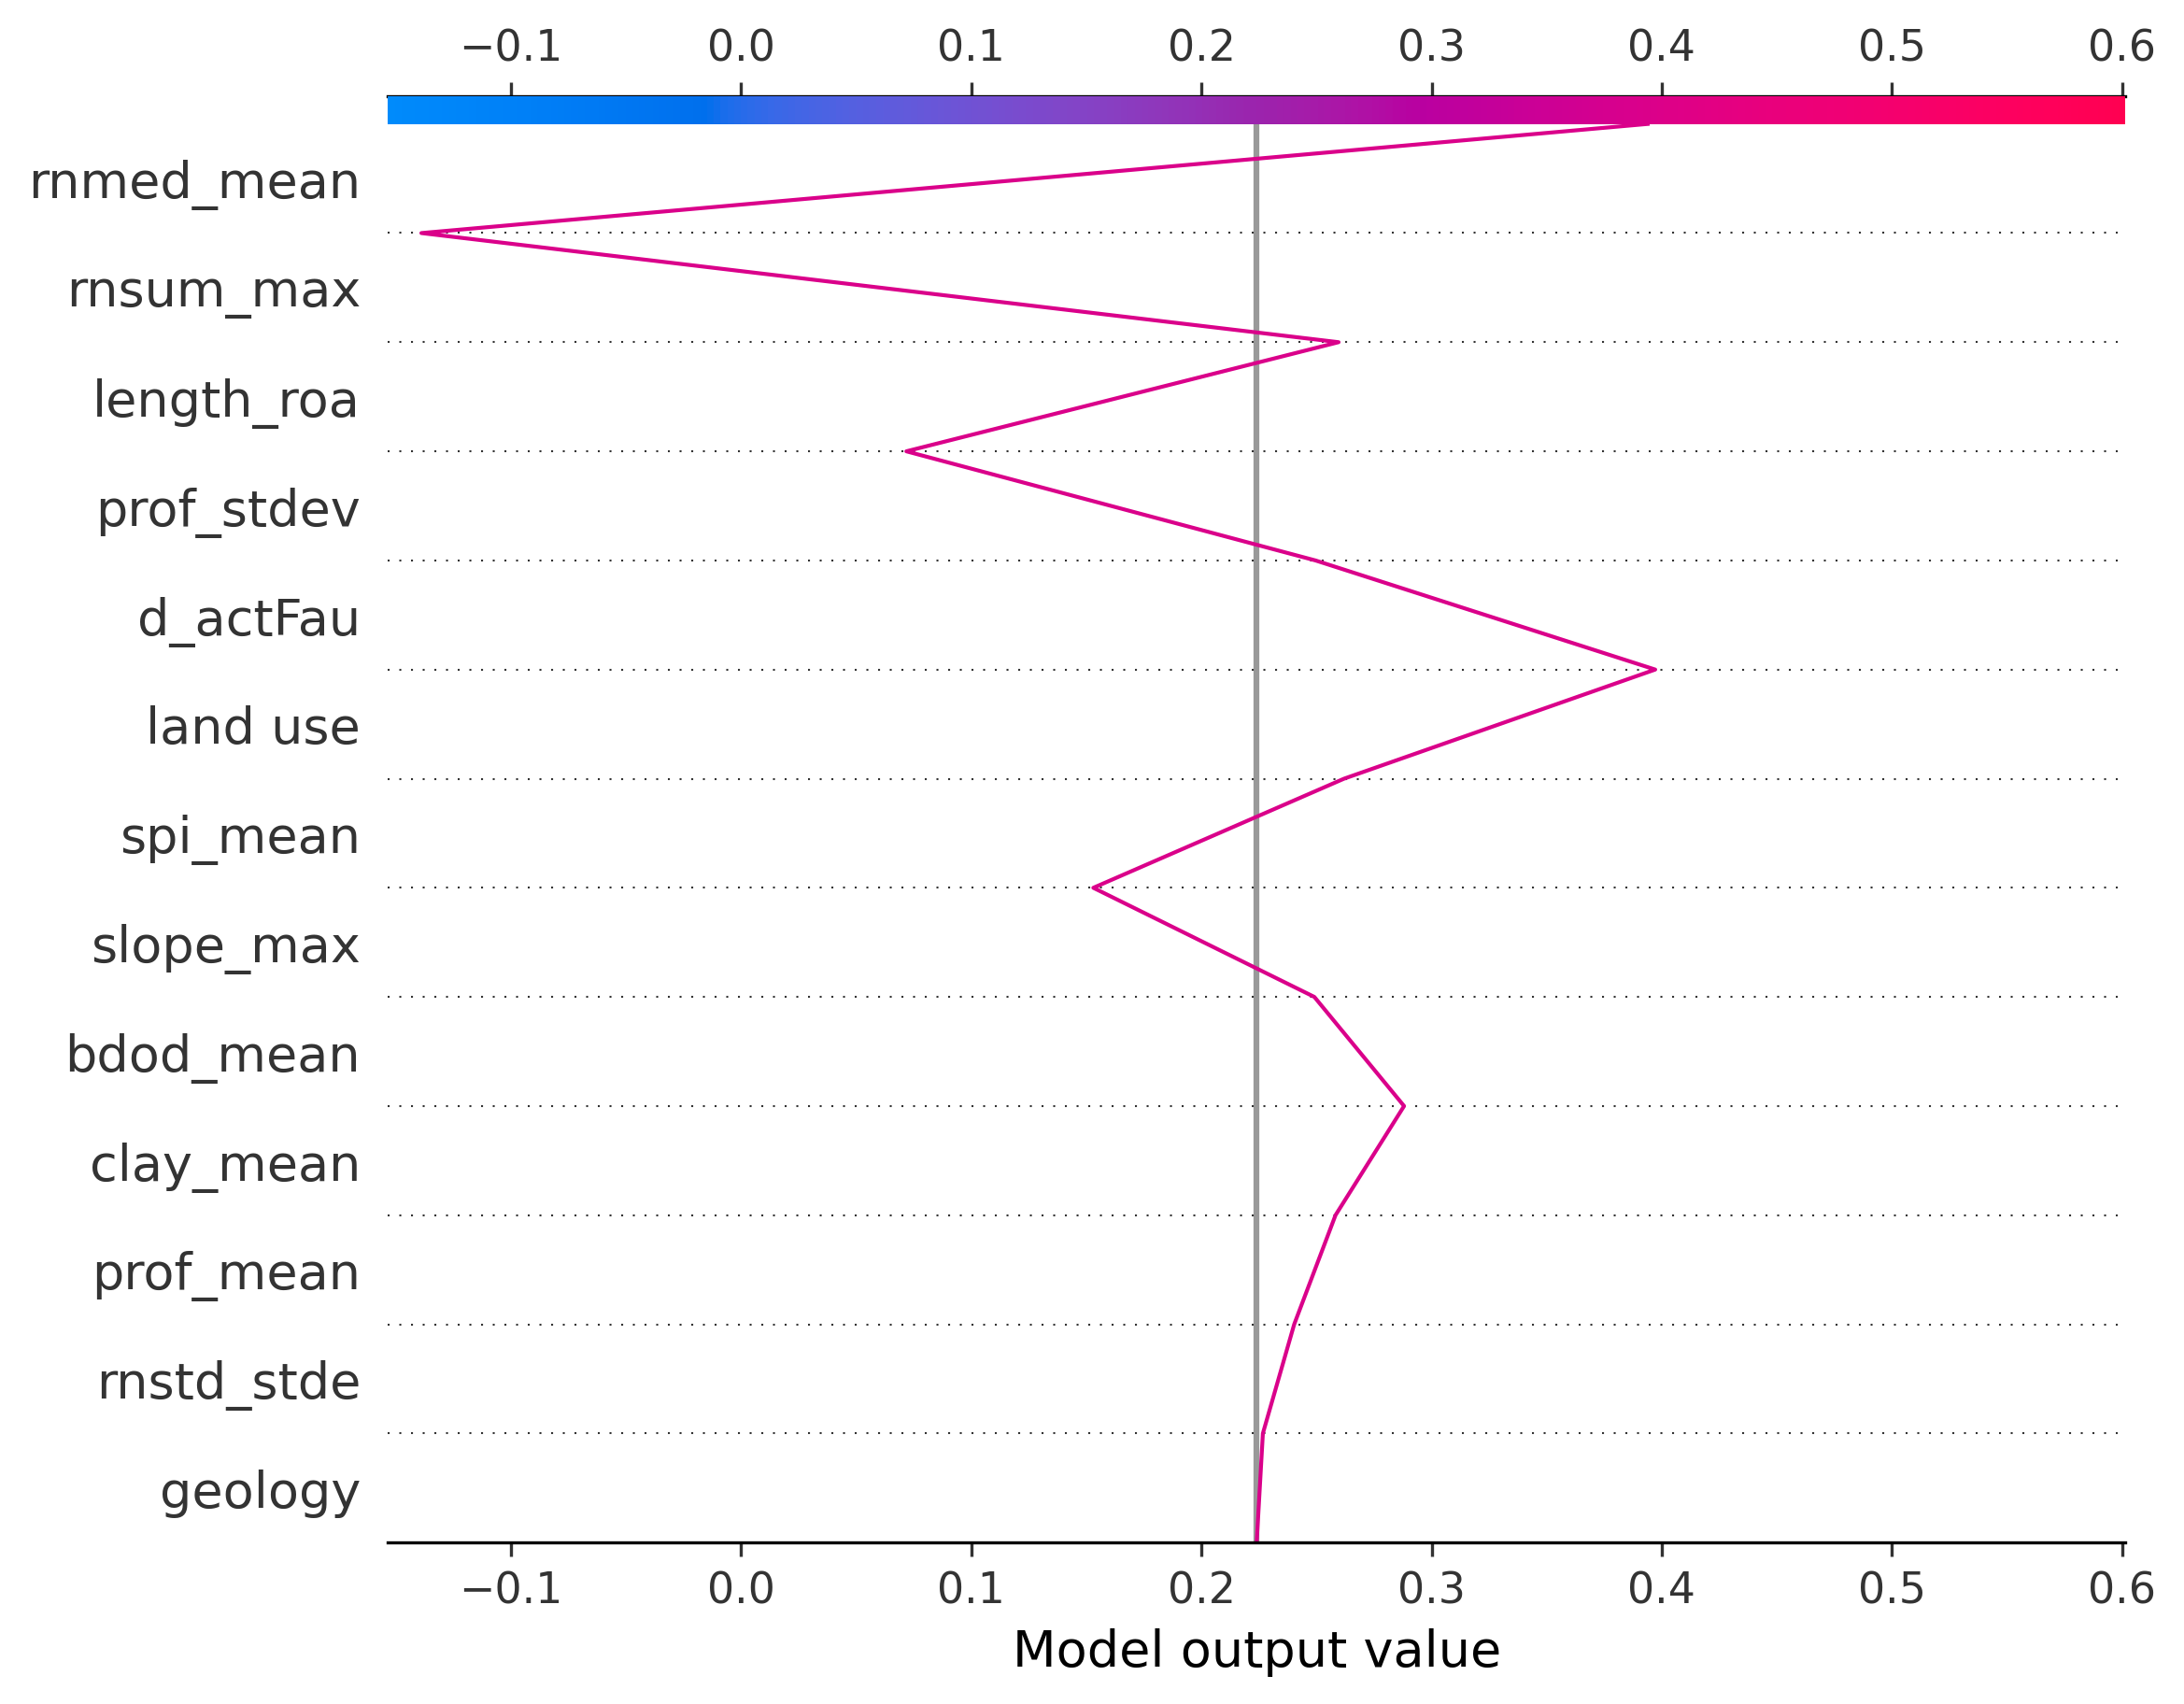 −0.1 0.0 0.1 0.2 0.3 0.4 0.5 0.6
rnmed_mean
rnsum_max
length_roa
prof_stdev
d_actFau
land use
spi_mean
slope_max
bdod_mean
clay_mean
prof_mean
rnstd_stde
geology
−0.1 0.0 0.1 0.2 0.3 0.4 0.5 0.6
Model output value